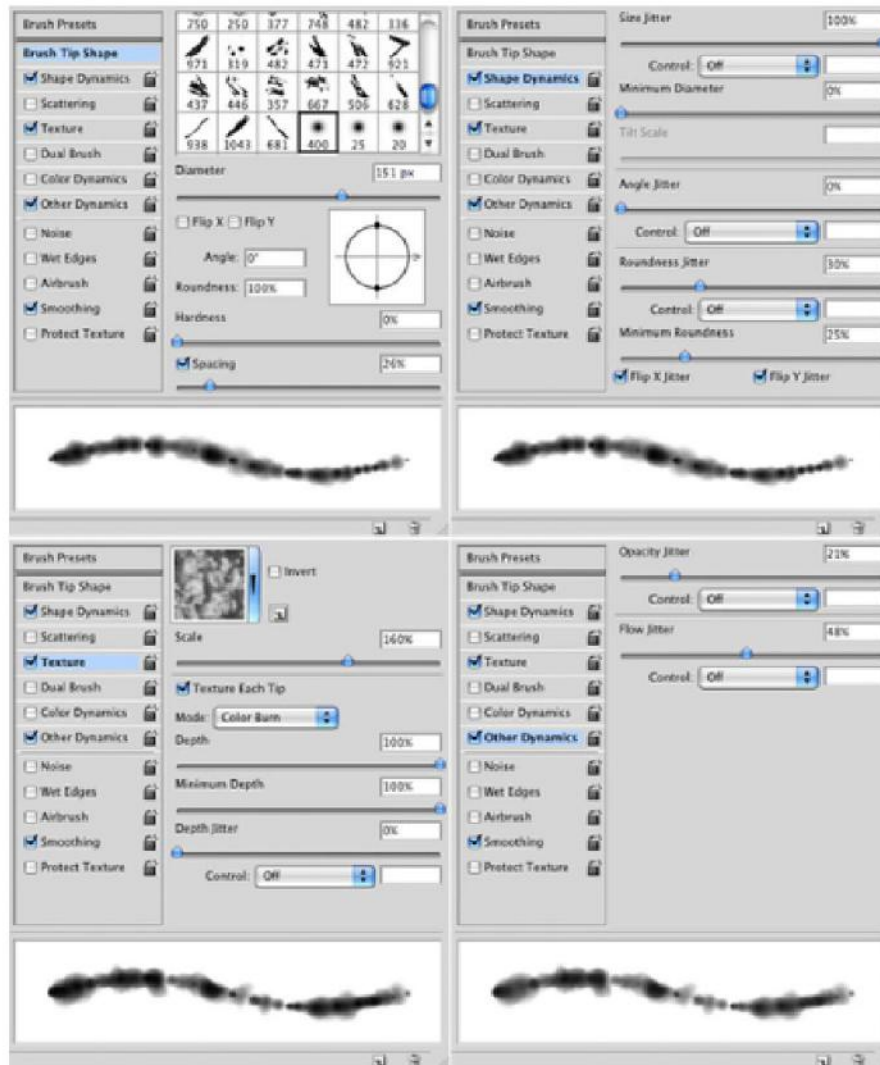 Brush Presets
Brush Tip Shape
Shape Dynamics
Scattering
Texture
Dual Brush
Color Dynamics
Other Dynamics
Noise
Wet Edges
Airbrush
Smoothing
Protect Texture
750 250 377 748 482 336
971 319 482 471 472 921
437 446 357 667 506 628
938 1043 681 400 25 20
Diameter 151 px
Flip X Flip Y
Angle: 0°
Roundness: 100%
Hardness 0%
Spacing 26%
Brush Presets
Brush Tip Shape
Shape Dynamics
Scattering
Texture
Dual Brush
Color Dynamics
Other Dynamics
Noise
Wet Edges
Airbrush
Smoothing
Protect Texture
Size Jitter 100%
Control: Off
Minimum Diameter 0%
Tilt Scale
Angle Jitter 0%
Control: Off
Roundness Jitter 30%
Control: Off
Minimum Roundness 25%
Flip X Jitter Flip Y Jitter
Brush Presets
Brush Tip Shape
Shape Dynamics
Scattering
Texture
Dual Brush
Color Dynamics
Other Dynamics
Noise
Wet Edges
Airbrush
Smoothing
Protect Texture
Invert
Scale 160%
Texture Each Tip
Mode: Color Burn
Depth 100%
Minimum Depth 100%
Depth Jitter 0%
Control: Off
Brush Presets
Brush Tip Shape
Shape Dynamics
Scattering
Texture
Dual Brush
Color Dynamics
Other Dynamics
Noise
Wet Edges
Airbrush
Smoothing
Protect Texture
Opacity Jitter 21%
Control: Off
Flow Jitter 48%
Control: Off